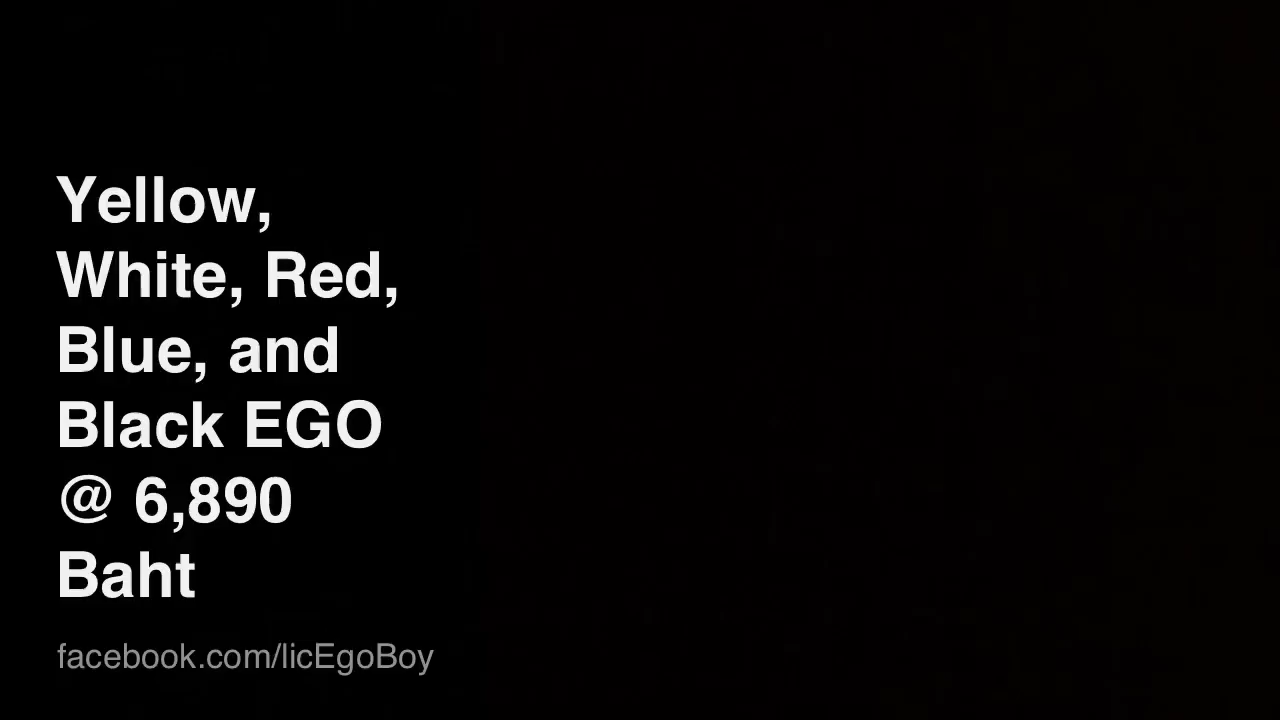 Yellow,
White, Red,
Blue, and
Black EGO
@ 6,890
Baht
facebook.com/licEgoBoy